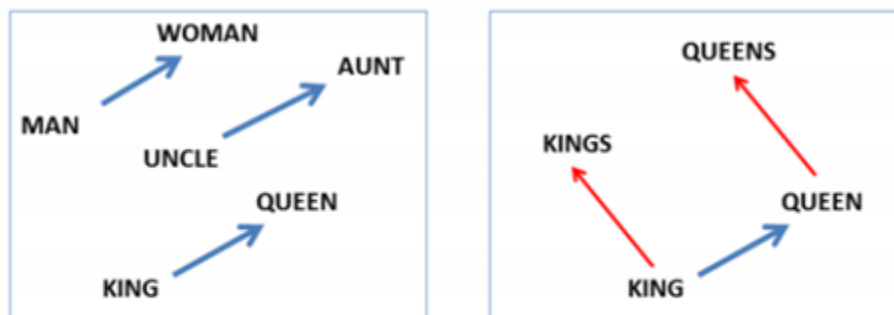 WOMAN
AUNT
MAN
UNCLE
QUEEN
KING
QUEENS
KINGS
QUEEN
KING